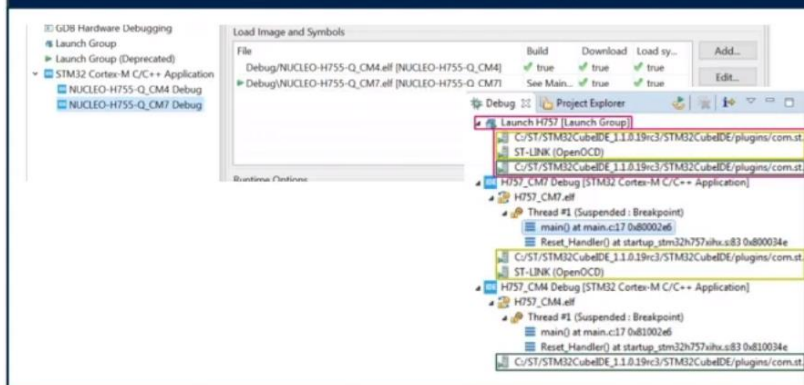 GDB Hardware Debugging
Launch Group
Launch Group (Deprecated)
STM32 Cortex-M C/C++ Application
NUCLEO-H755-Q_CM4 Debug
NUCLEO-H755-Q_CM7 Debug
Load Image and Symbols
File Build Download Load sy...
Debug/NUCLEO-H755-Q_CM4.elf [NUCLEO-H755-Q_CM4] true true true
Debug\NUCLEO-H755-Q_CM7.elf [NUCLEO-H755-Q_CM7] See Main... true true
Add...
Edit...
Runtime Options
Debug Project Explorer
Launch H757 [Launch Group]
C:/ST/STM32CubeIDE_1.1.0.19rc3/STM32CubeIDE/plugins/com.st.
ST-LINK (OpenOCD)
C:/ST/STM32CubeIDE_1.1.0.19rc3/STM32CubeIDE/plugins/com.st.
H757_CM7 Debug [STM32 Cortex-M C/C++ Application]
H757_CM7.elf
Thread #1 (Suspended : Breakpoint)
main() at main.c:17 0x80002e6
Reset_Handler() at startup_stm32h757xihx.s:83 0x800034e
C:/ST/STM32CubeIDE_1.1.0.19rc3/STM32CubeIDE/plugins/com.st.
ST-LINK (OpenOCD)
H757_CM4 Debug [STM32 Cortex-M C/C++ Application]
H757_CM4.elf
Thread #1 (Suspended : Breakpoint)
main() at main.c:17 0x81002e6
Reset_Handler() at startup_stm32h757xihx.s:83 0x810034e
C:/ST/STM32CubeIDE_1.1.0.19rc3/STM32CubeIDE/plugins/com.st.